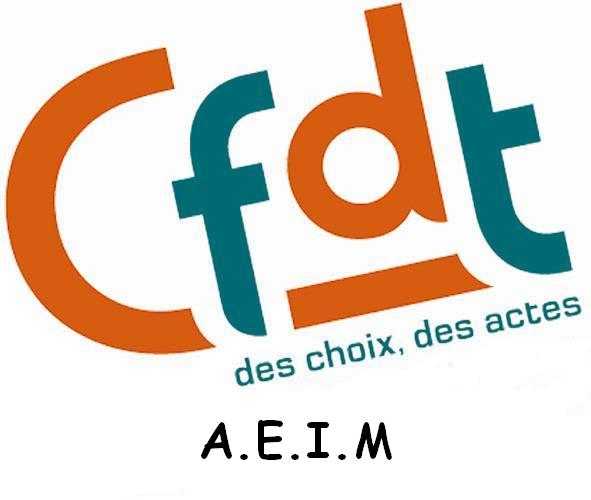 Cfdt
des choix, des actes
A.E.I.M